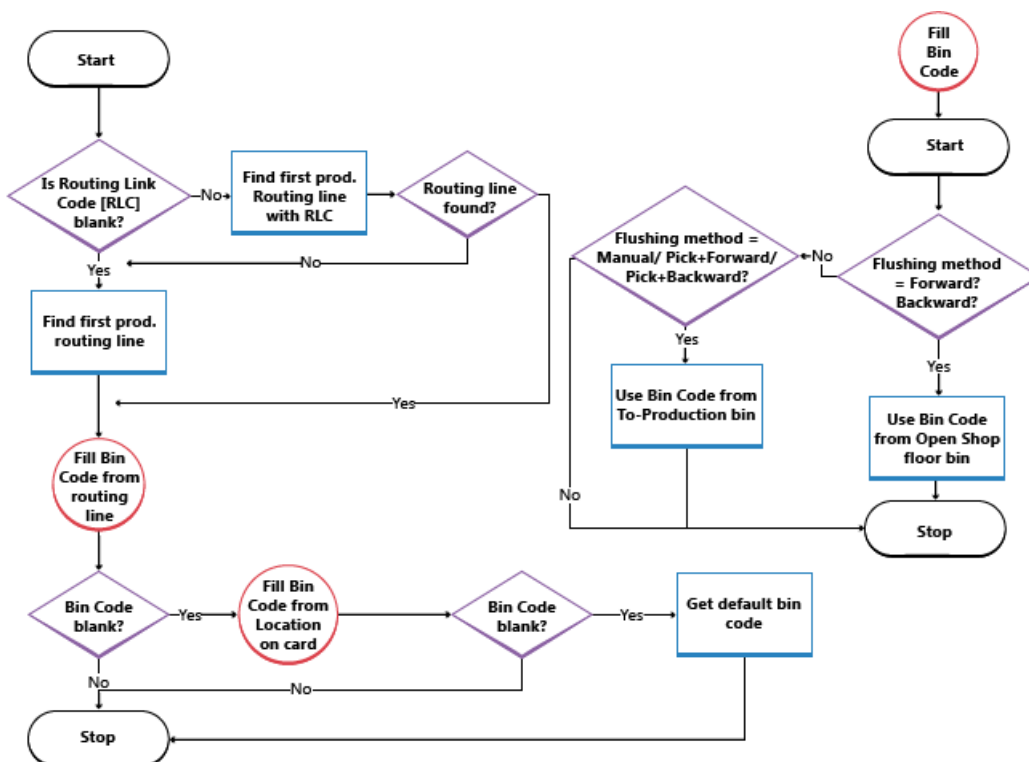 Start
Is Routing Link
Code [RLC]
blank?
No
Find first prod.
Routing line
with RLC
Routing line
found?
No
Yes
Find first prod.
routing line
Yes
Fill Bin
Code from
routing
line
Bin Code
blank?
Yes
Fill Bin
Code from
Location
on card
Bin Code
blank?
Yes
Get default bin
code
No
No
Stop
Fill
Bin
Code
Start
Flushing method
= Forward?
Backward?
No
Flushing method =
Manual/ Pick+Forward/
Pick+Backward?
Yes
Yes
Use Bin Code from
To-Production bin
Use Bin Code
from Open Shop
floor bin
No
Stop